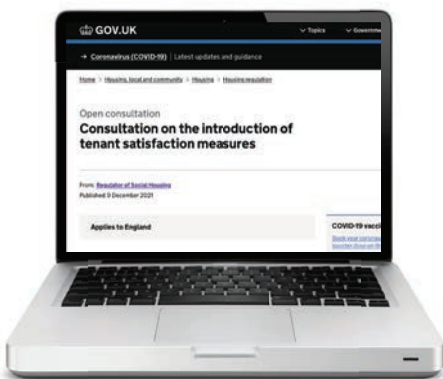 GOV.UK
Topics
Governme
→ Coronavirus (COVID-19) | Latest updates and guidance
Home > Housing, local and community > Housing > Housing regulation
Open consultation
Consultation on the introduction of
tenant satisfaction measures
From: Regulator of Social Housing
Published 9 December 2021
Applies to England
COVID-19 vacci